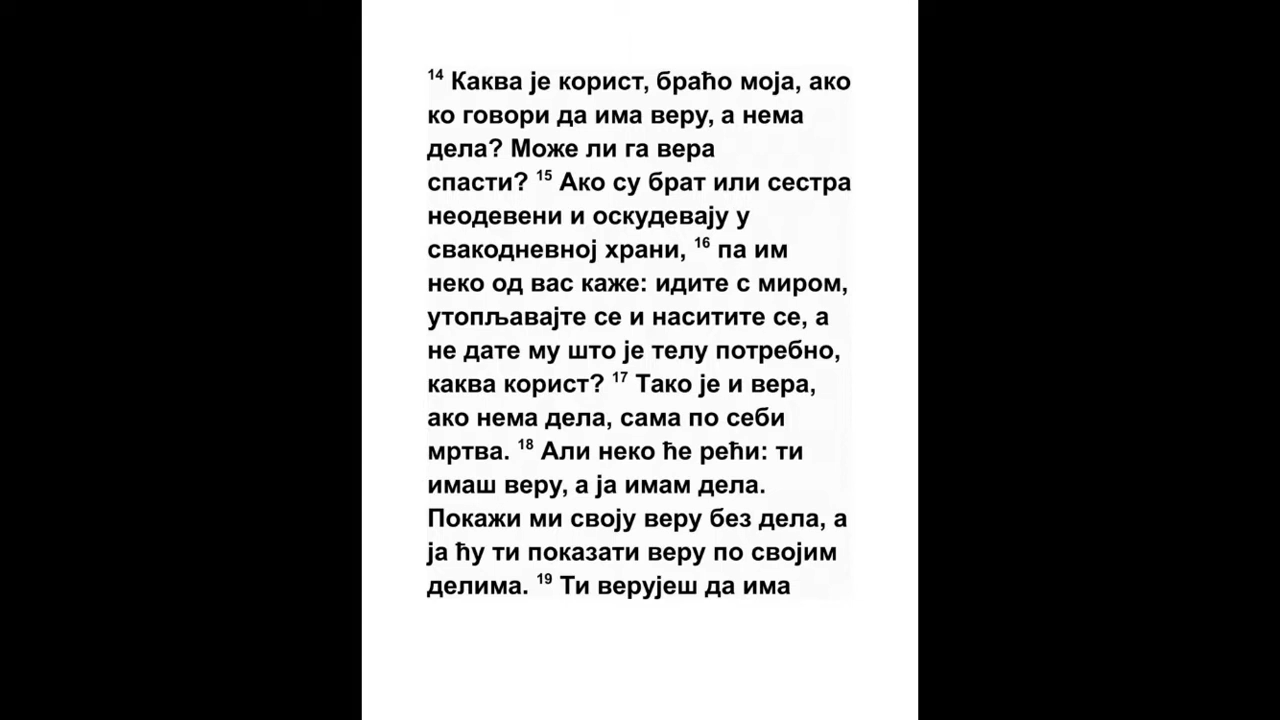 14 Каква је корист, браћо моја, ако
ко говори да има веру, а нема
дела? Може ли га вера
спасти? 15 Ако су брат или сестра
неодевени и оскудевају у
свакодневној храни, 16 па им
неко од вас каже: идите с миром,
утопљавајте се и наситите се, а
не дате му што је телу потребно,
каква корист? 17 Тако је и вера,
ако нема дела, сама по себи
мртва. 18 Али неко ће рећи: ти
имаш веру, а ја имам дела.
Покажи ми своју веру без дела, а
ја ћу ти показати веру по својим
делима. 19 Ти верујеш да има